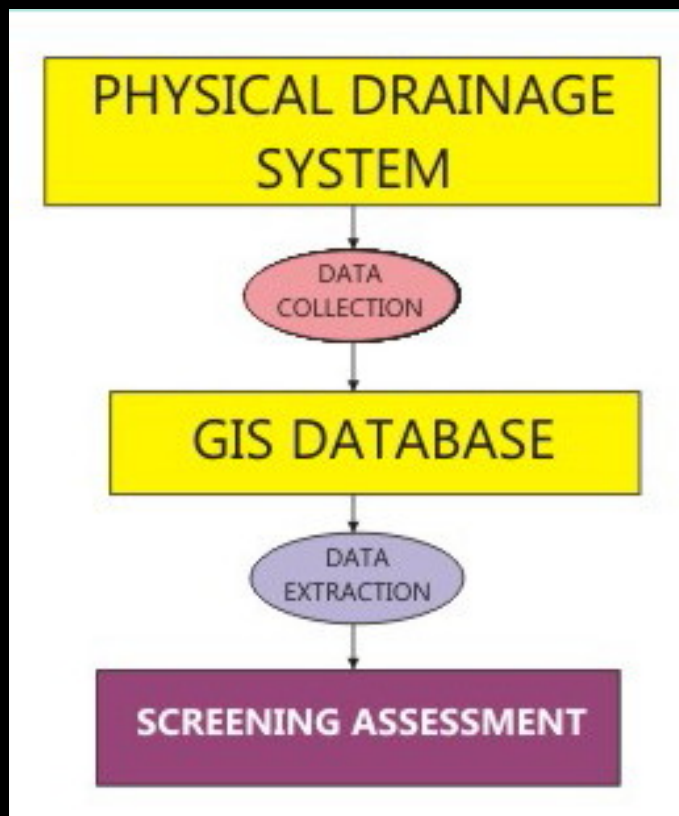 PHYSICAL DRAINAGE
SYSTEM
DATA
COLLECTION
GIS DATABASE
DATA
EXTRACTION
SCREENING ASSESSMENT